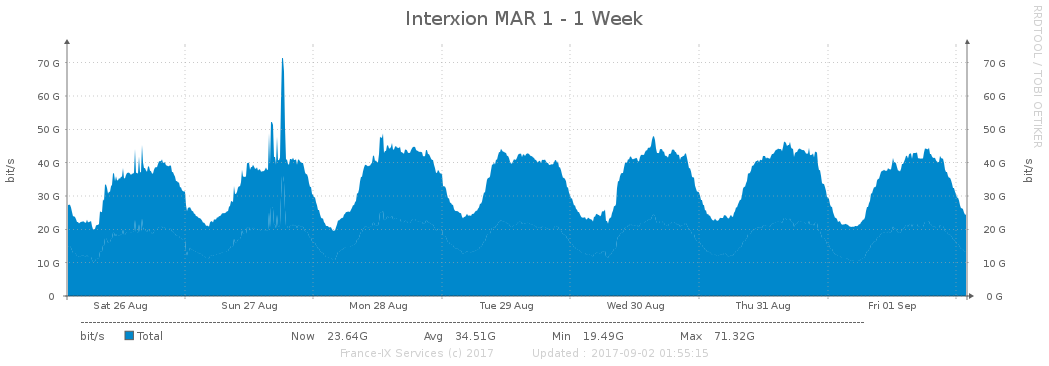 Interxion MAR 1 - 1 Week
RRDTOOL / TOBI OETIKER
bit/s
bit/s
70 G 70 G
60 G 60 G
50 G 50 G
40 G 40 G
30 G 30 G
20 G 20 G
10 G 10 G
0 0 G
Sat 26 Aug Sun 27 Aug Mon 28 Aug Tue 29 Aug Wed 30 Aug Thu 31 Aug Fri 01 Sep
bit/s Total Now 23.64G Avg 34.51G Min 19.49G Max 71.32G
France-IX Services (c) 2017 Updated : 2017-09-02 01:55:15